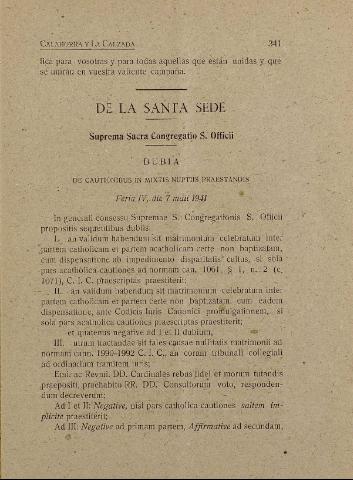 CALAHORRA Y LA CALZADA 341
lica para vosotras y para todas aquellas que están unidas y que
se unirán en vuestra valiente campaña.
DE LA SANTA SEDE
Suprema Sacra Congregatio S. Officii
DUBIA
DE CAUTIONIBUS IN MIXTIS NUPTIIS PRAESTANDIS
Feria IV, die 7 maii 1941
In generali consessu Supremae S. Congregationis S. Officii
propositis sequentibus dubiis:
I. an validum habendum sit matrimonium celebratum inter
partem catholicam et partem acatholicam certe non baptizatam,
cum dispensatione ab impedimento disparitatis cultus, si sola
pars acatholica cautiones ad normam can. 1061, § 1, n. 2 (c.
1071), C. I. C. praescriptas praestiterit;
II. an validum habendum sit matrimonium celebratum inter
partem catholicam et partem certe non baptizatam cum eadem
dispensatione, ante Codicis Iuris Canonici promulgationem, si
sola pars acatholica cautiones praescriptas praestiterit;
et quatenus negative ad I et II dubium,
III. utrum tractandae sit tales causae nullitatis matrimonii ad
normam cann. 1990-1992 C. I. C., an coram tribunali collegiali
ad ordinarium tramitem iuris;
Emi ac Revmi. DD. Cardinales rebus fidei et morum tutandis
praepositi, praehabito RR. DD. Consultorum voto, responden-
dum decreverunt;
Ad I et II: Negative, nisi pars catholica cautiones saltem im-
plicite praestiterit;
Ad III: Negative ad primam partem, Affirmative ad secundam,